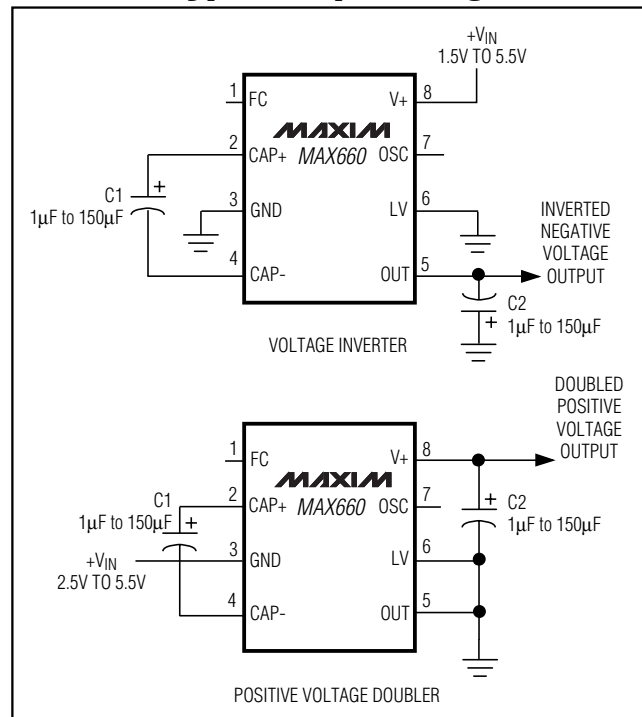 +VIN
1.5V TO 5.5V
1
FC
V+
8
MAXIM
2
CAP+
MAX660
OSC
7
C1
+
1µF to 150µF
3
GND
LV
6
4
CAP-
OUT
5
INVERTED
NEGATIVE
VOLTAGE
OUTPUT
C2
+
1µF to 150µF
VOLTAGE INVERTER
DOUBLED
POSITIVE
VOLTAGE
OUTPUT
1
FC
V+
8
MAXIM
2
CAP+
MAX660
OSC
7
C1
+
1µF to 150µF
+
C2
1µF to 150µF
+VIN
2.5V TO 5.5V
3
GND
LV
6
4
CAP-
OUT
5
POSITIVE VOLTAGE DOUBLER